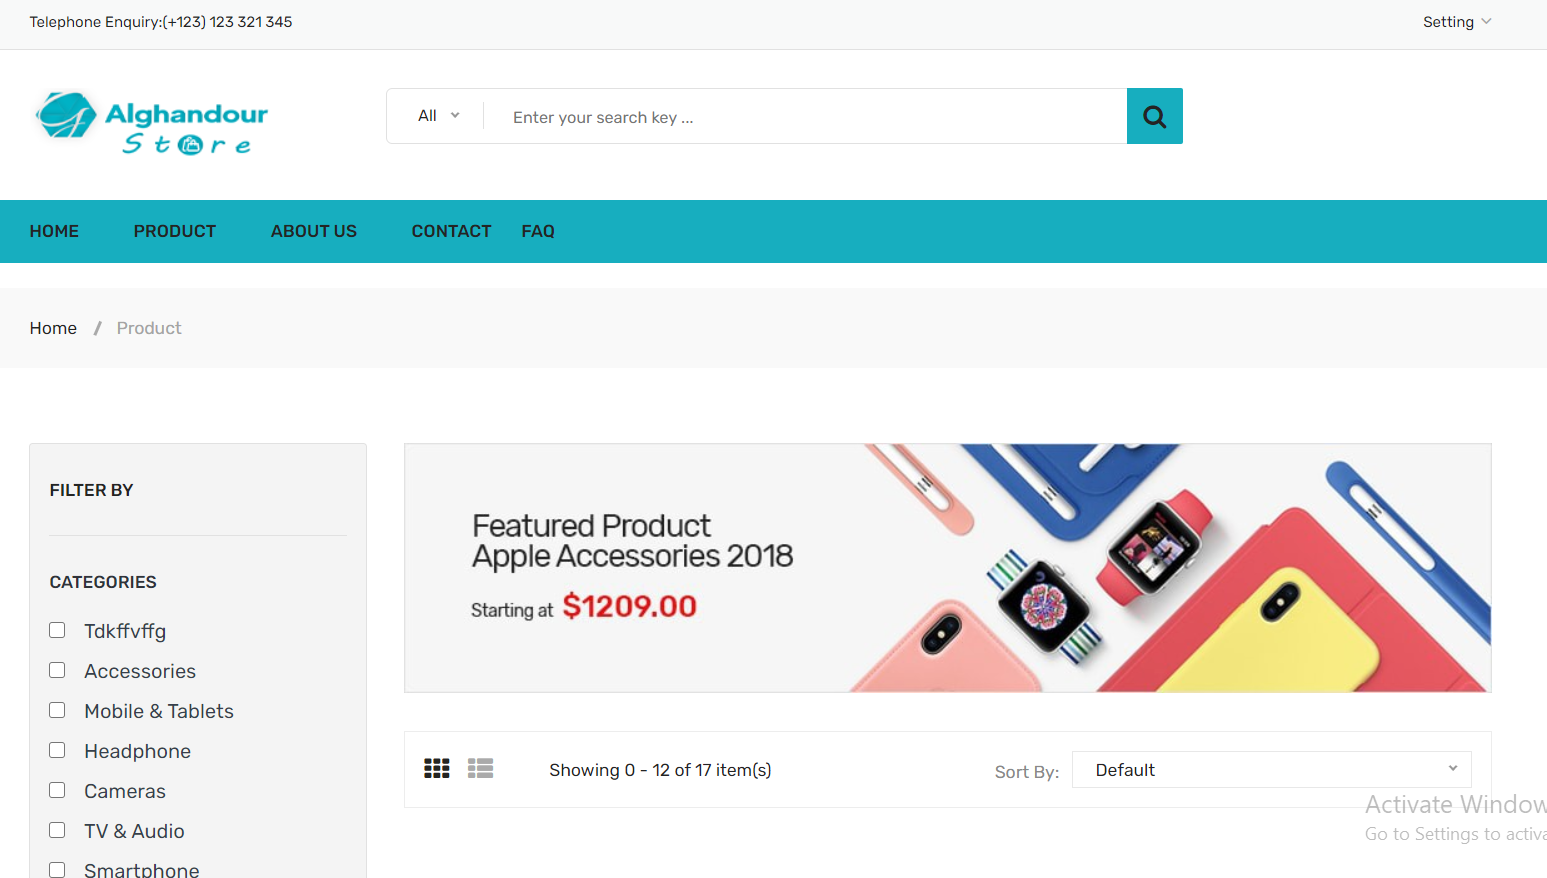 Telephone Enquiry:(+123) 123 321 345
Setting
Alghandour
Store
All
Enter your search key ...
HOME
PRODUCT
ABOUT US
CONTACT
FAQ
Home / Product
FILTER BY
CATEGORIES
Tdkffvffg
Accessories
Mobile & Tablets
Headphone
Cameras
TV & Audio
Smartphone
Featured Product
Apple Accessories 2018
Starting at $1209.00
Showing 0 - 12 of 17 item(s)
Sort By:
Default
Activate Window
Go to Settings to activa